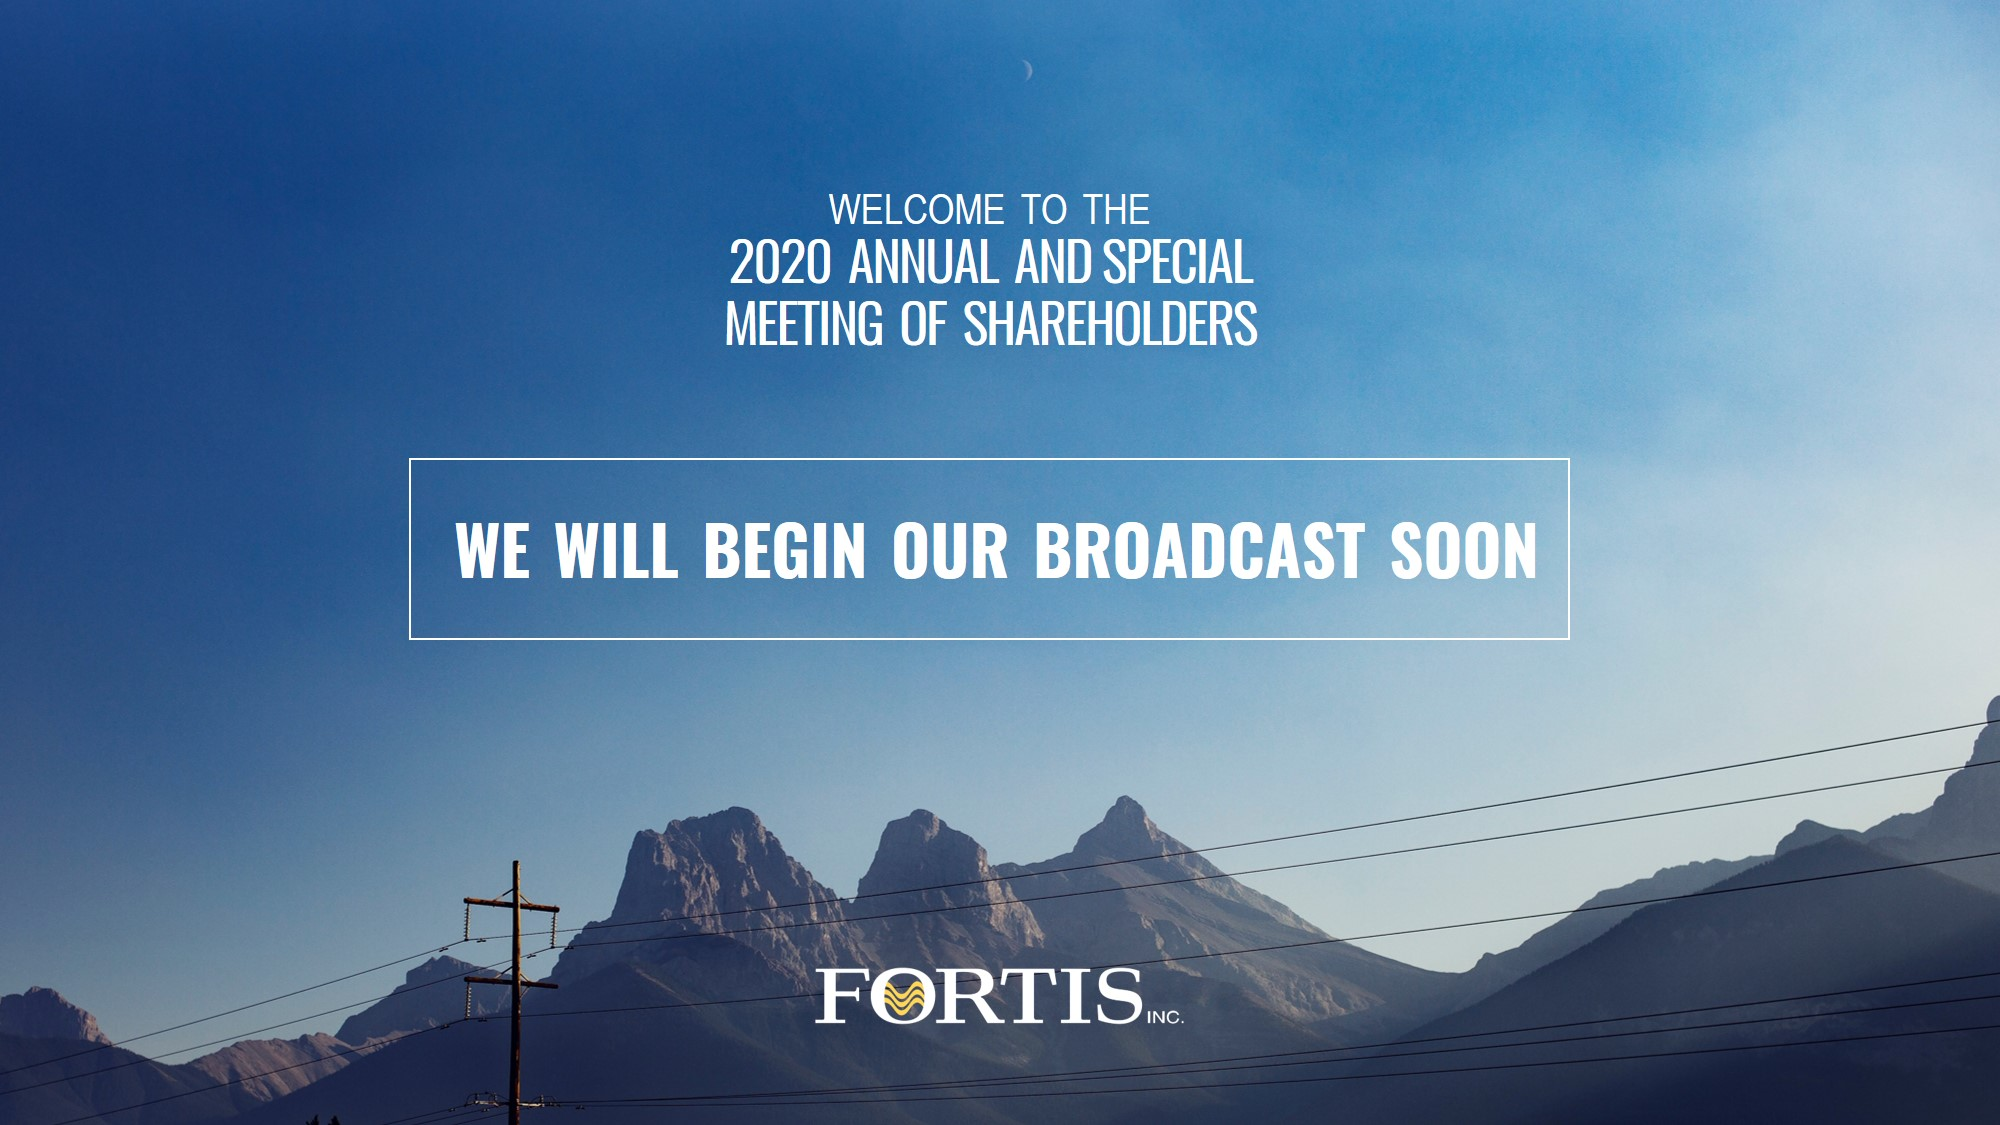 WELCOME TO THE
2020 ANNUAL AND SPECIAL
MEETING OF SHAREHOLDERS
WE WILL BEGIN OUR BROADCAST SOON
FORTIS INC.